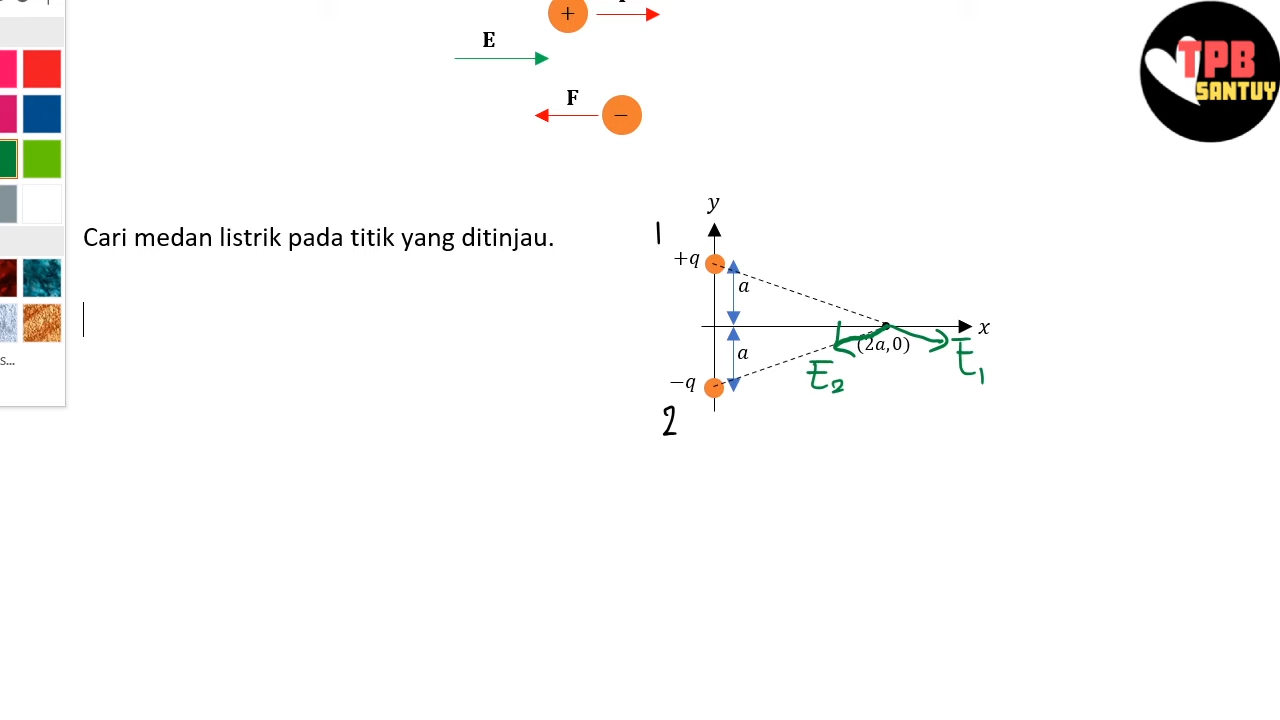 +
E
TPB
SANTUY
F
−
y
1
Cari medan listrik pada titik yang ditinjau.
+q
a
x
(2a,0)
E₁
a
E₂
−q
s...
2